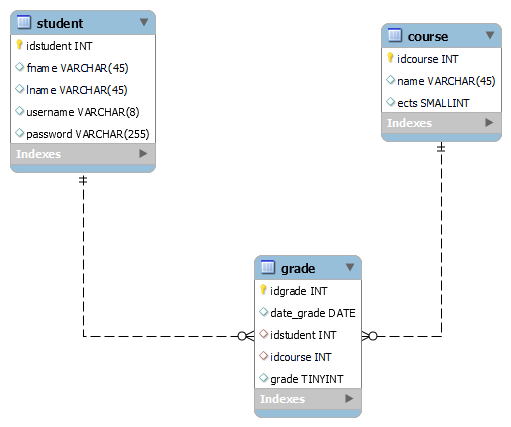 student
idstudent INT
fname VARCHAR(45)
lname VARCHAR(45)
username VARCHAR(8)
password VARCHAR(255)
Indexes
course
idcourse INT
name VARCHAR(45)
ects SMALLINT
Indexes
grade
idgrade INT
date_grade DATE
idstudent INT
idcourse INT
grade TINYINT
Indexes